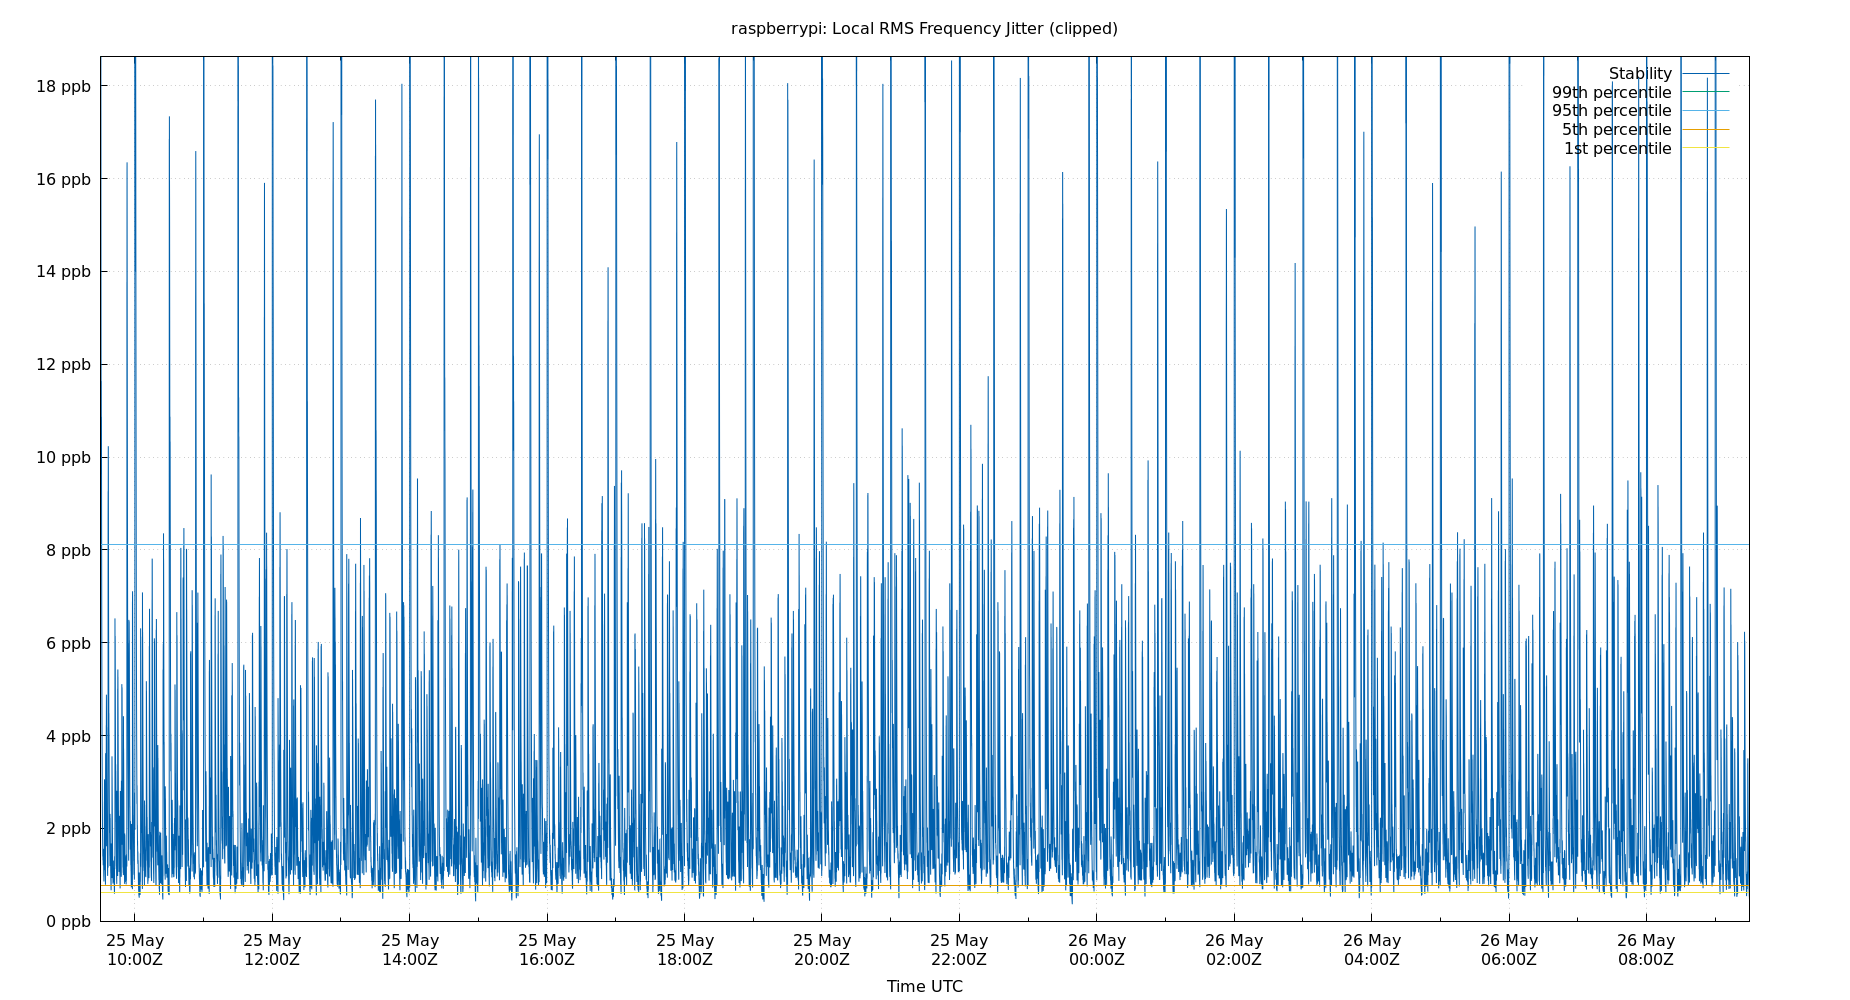 raspberrypi: Local RMS Frequency Jitter (clipped)
18 ppb
16 ppb
14 ppb
12 ppb
10 ppb
8 ppb
6 ppb
4 ppb
2 ppb
0 ppb
Stability
99th percentile
95th percentile
5th percentile
1st percentile
25 May 25 May 25 May 25 May 25 May 25 May 25 May 26 May 26 May 26 May 26 May 26 May
10:00Z 12:00Z 14:00Z 16:00Z 18:00Z 20:00Z 22:00Z 00:00Z 02:00Z 04:00Z 06:00Z 08:00Z
Time UTC